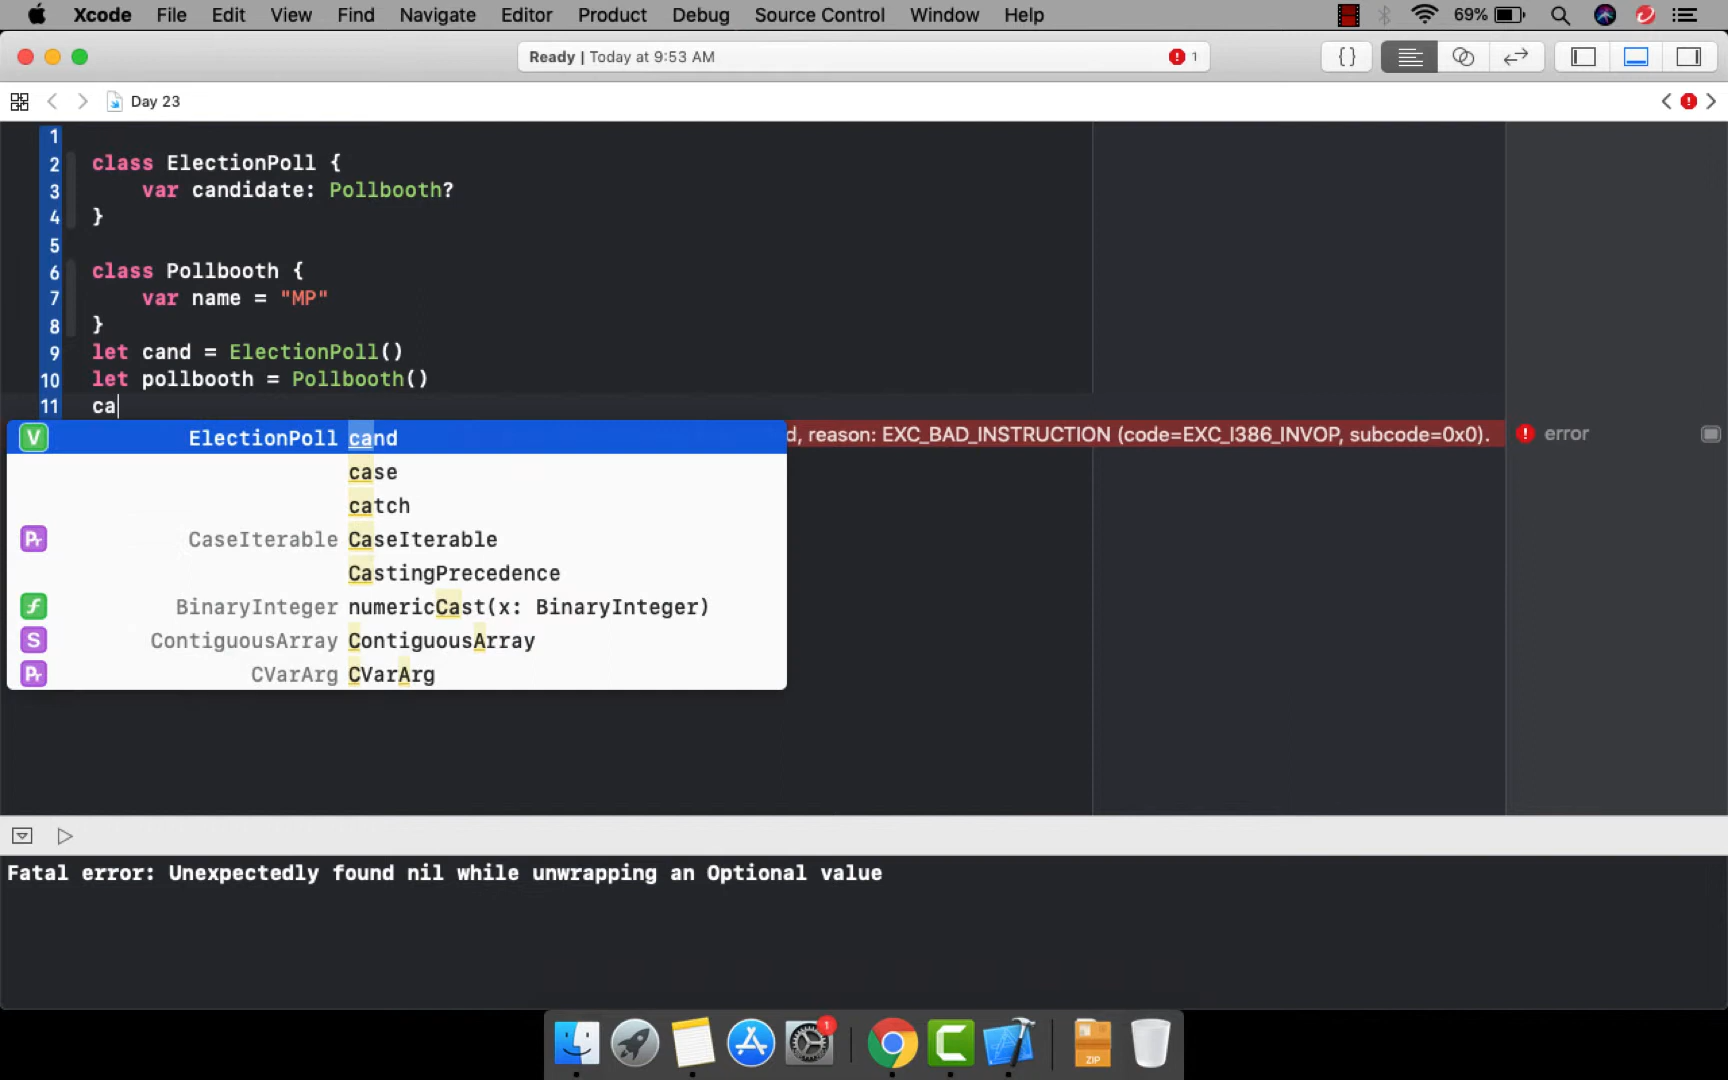 Xcode File Edit View Find Navigate Editor Product Debug Source Control Window Help 69%
Ready | Today at 9:53 AM 1
Day 23
1
2 class ElectionPoll {
3 var candidate: Pollbooth?
4 }
5
6 class Pollbooth {
7 var name = "MP"
8 }
9 let cand = ElectionPoll()
10 let pollbooth = Pollbooth()
11 ca
V ElectionPoll cand
d, reason: EXC_BAD_INSTRUCTION (code=EXC_I386_INVOP, subcode=0x0). error
case
catch
Pr CaseIterable CaseIterable
CastingPrecedence
f BinaryInteger numericCast(x: BinaryInteger)
S ContiguousArray ContiguousArray
Pr CVarArg CVarArg
Fatal error: Unexpectedly found nil while unwrapping an Optional value
1
ZIP